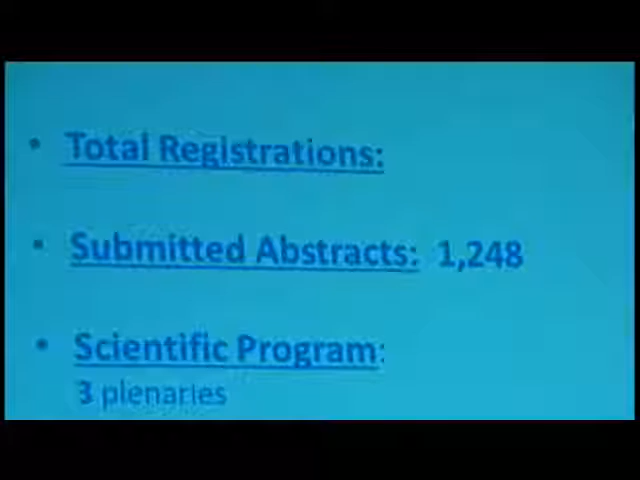 • Total Registrations:
• Submitted Abstracts: 1,248
• Scientific Program:
3 plenaries